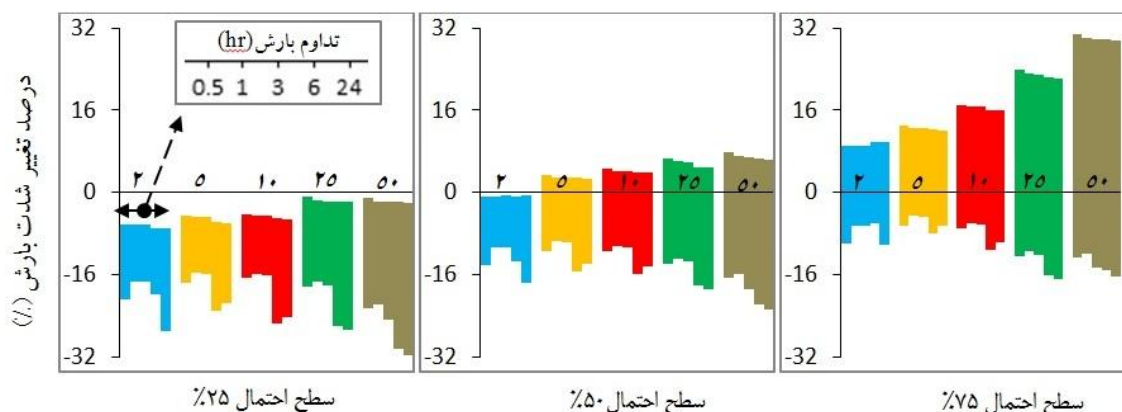 درصد تغییر شدت بارش (٪)
32
16
0
-16
-32
تداوم بارش (hr)
0.5 1 3 6 24
۲ ۵ ۱۰ ۲۵ ۵۰
سطح احتمال ۲۵٪
32
16
0
-16
-32
۲ ۵ ۱۰ ۲۵ ۵۰
سطح احتمال ۵۰٪
32
16
0
-16
-32
۲ ۵ ۱۰ ۲۵ ۵۰
سطح احتمال ۷۵٪